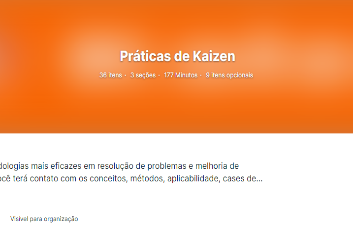 Práticas de Kaizen
36 Itens · 3 seções · 177 Minutos · 9 itens opcionais
dologias mais eficazes em resolução de problemas e melhoria de
ocê terá contato com os conceitos, métodos, aplicabilidade, cases de...
Visível para organização